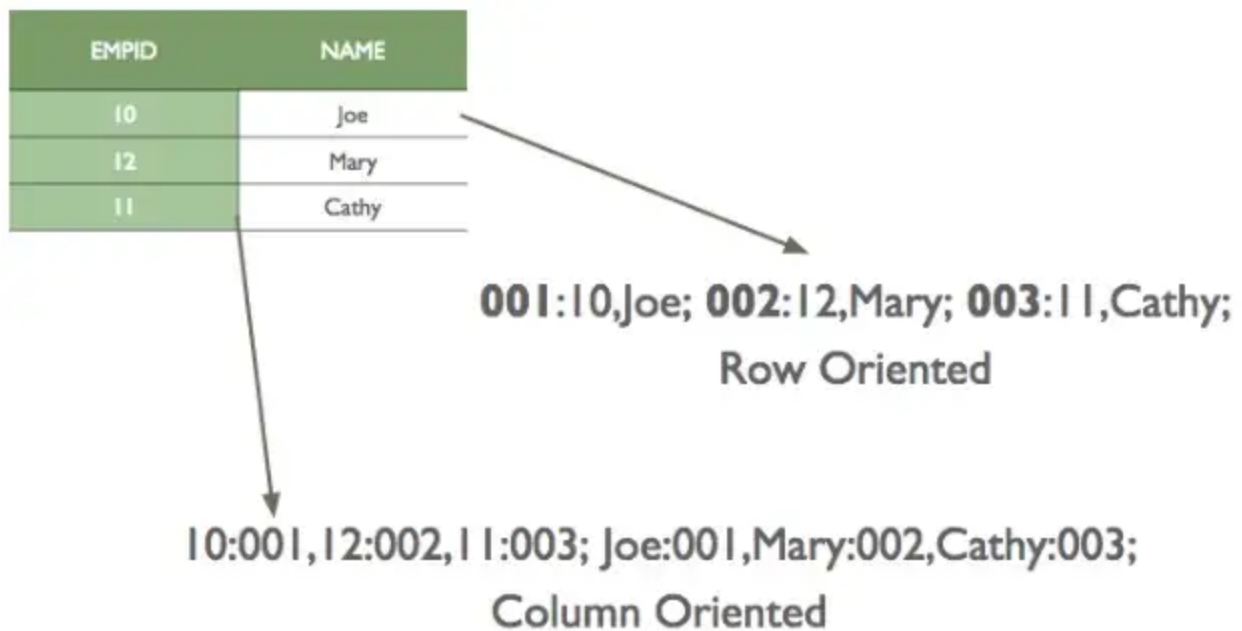 EMPID NAME
10 Joe
12 Mary
11 Cathy
001:10,Joe; 002:12,Mary; 003:11,Cathy;
Row Oriented
10:001,12:002,11:003; Joe:001,Mary:002,Cathy:003;
Column Oriented